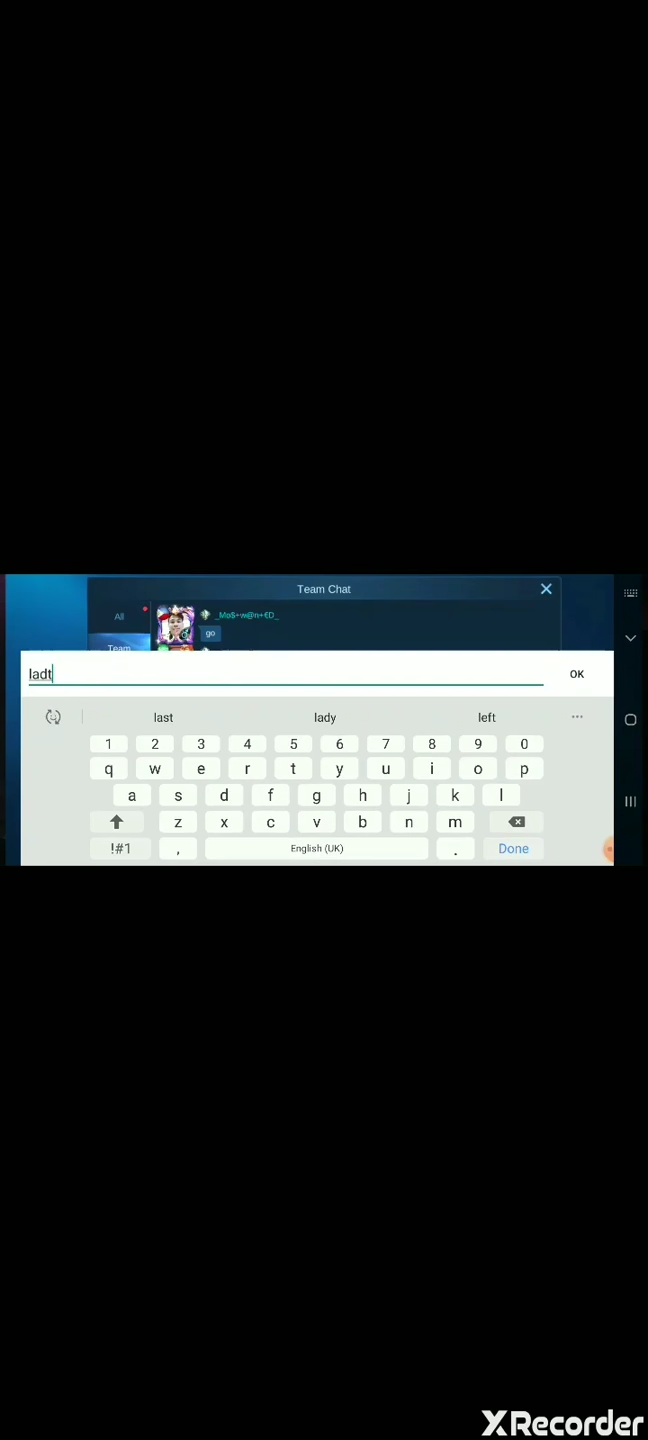 Team Chat
All
_Mo$+w@n+€D_
go
Team
ladt
OK
last lady left
1 2 3 4 5 6 7 8 9 0
q w e r t y u i o p
a s d f g h j k l
z x c v b n m
!#1 , English (UK) . Done
XRecorder